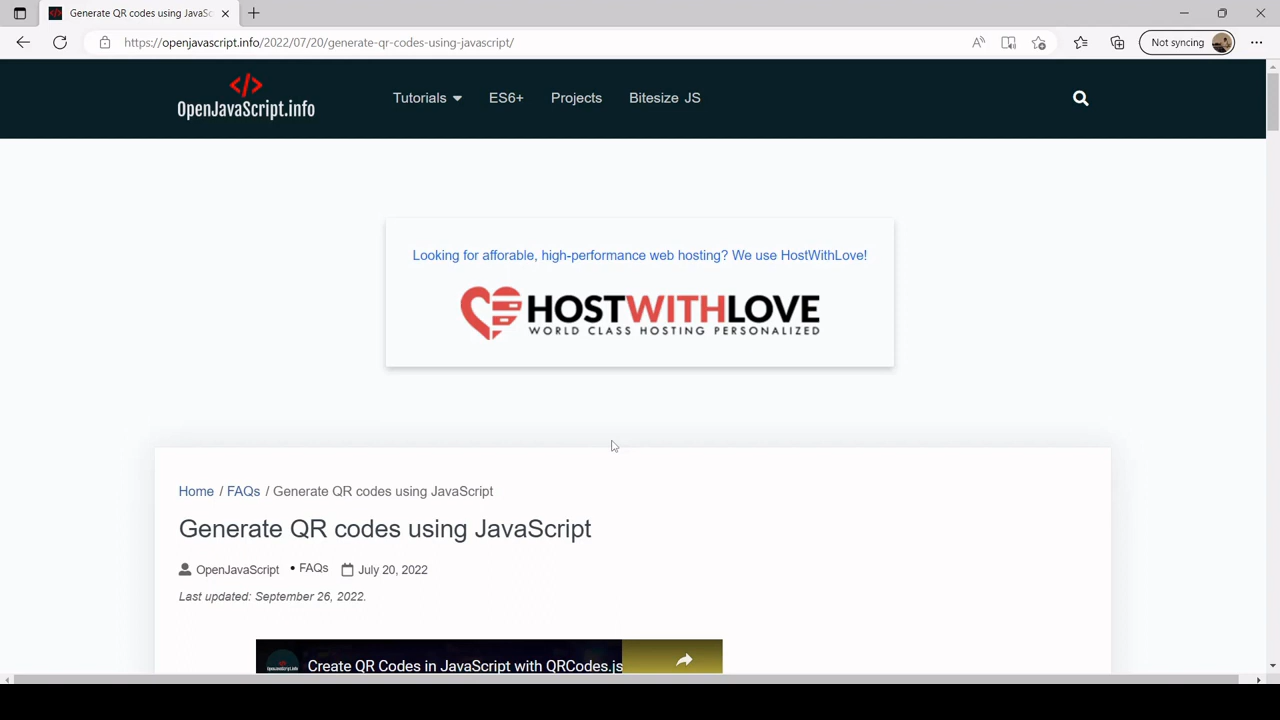 Generate QR codes using JavaSc
https://openjavascript.info/2022/07/20/generate-qr-codes-using-javascript/
Not syncing
</>
OpenJavaScript.info
Tutorials
ES6+
Projects
Bitesize JS
Looking for afforable, high-performance web hosting? We use HostWithLove!
HOSTWITHLOVE
WORLD CLASS HOSTING PERSONALIZED
Home / FAQs / Generate QR codes using JavaScript
Generate QR codes using JavaScript
OpenJavaScript • FAQs July 20, 2022
Last updated: September 26, 2022.
Create QR Codes in JavaScript with QRCodes.js